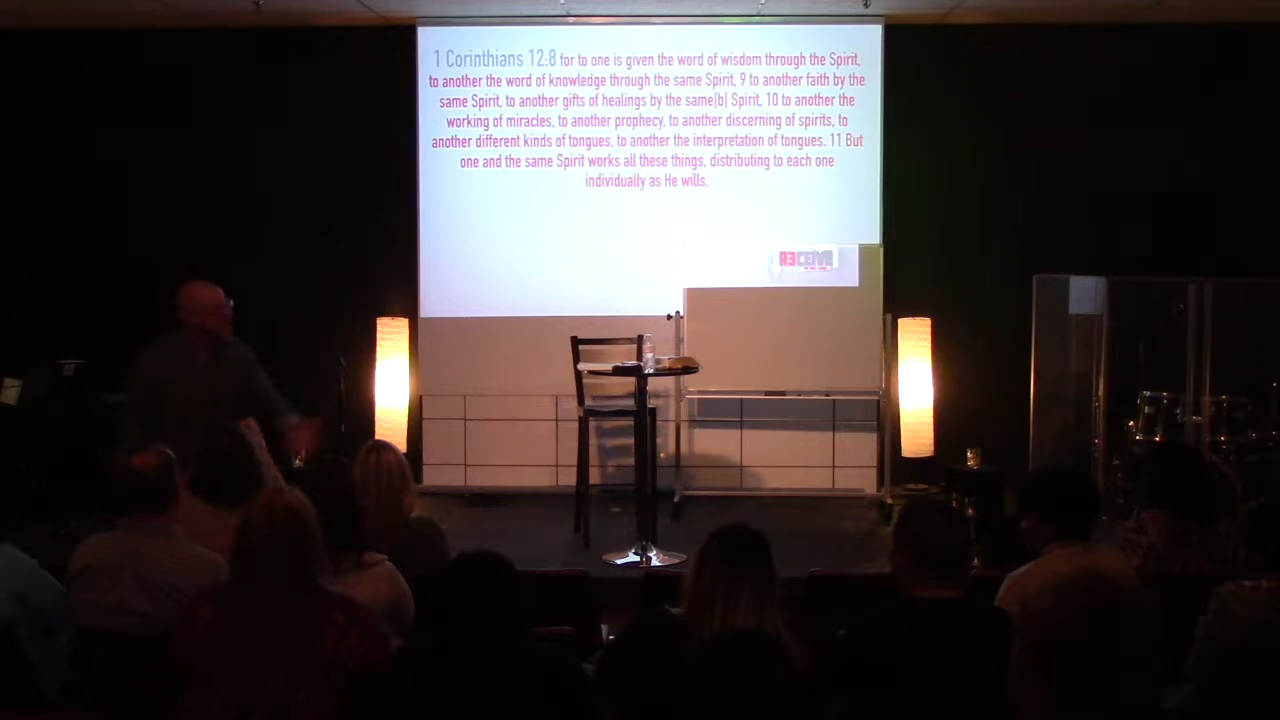 1 Corinthians 12:8 for to one is given the word of wisdom through the Spirit,
to another the word of knowledge through the same Spirit, 9 to another faith by the
same Spirit, to another gifts of healings by the same[b] Spirit, 10 to another the
working of miracles, to another prophecy, to another discerning of spirits, to
another different kinds of tongues, to another the interpretation of tongues. 11 But
one and the same Spirit works all these things, distributing to each one
individually as He wills.
RECEIVE